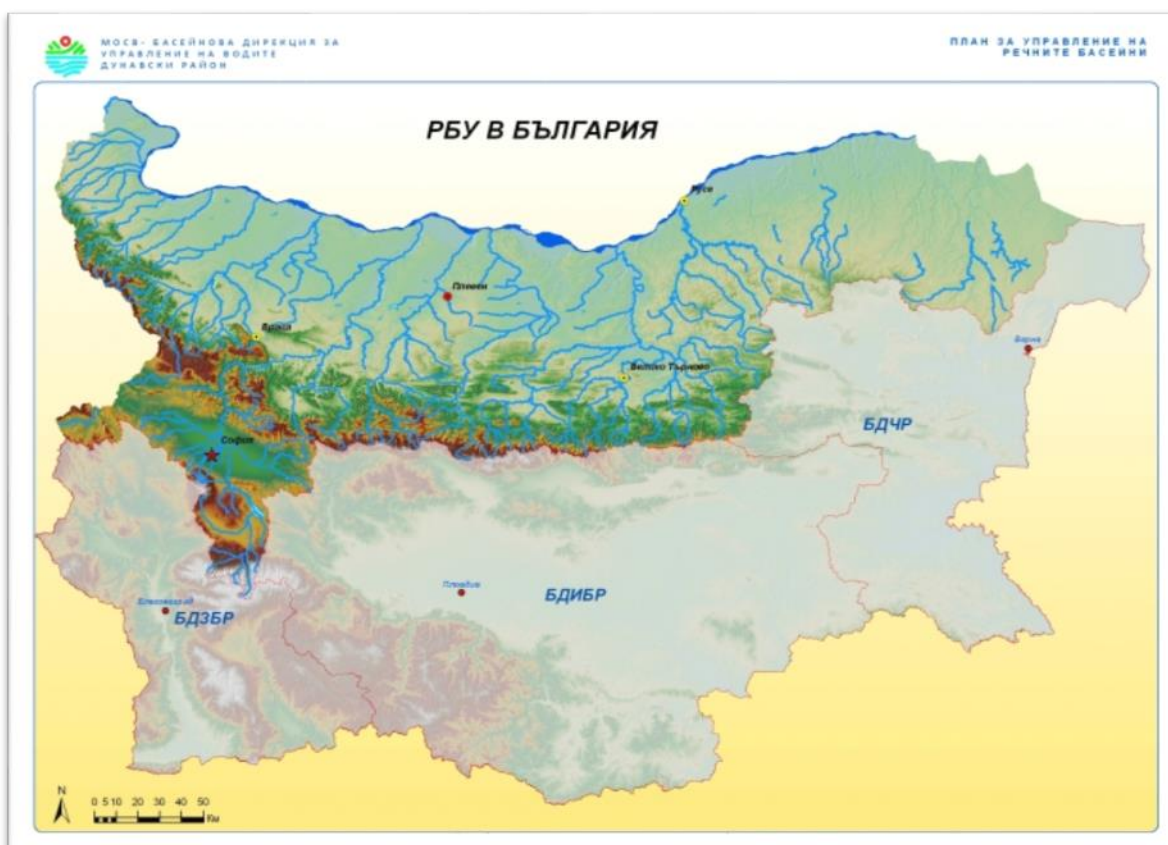 МОСВ- БАСЕЙНОВА ДИРЕКЦИЯ ЗА
УПРАВЛЕНИЕ НА ВОДИТЕ
ДУНАВСКИ РАЙОН
ПЛАН ЗА УПРАВЛЕНИЕ НА
РЕЧНИТЕ БАСЕЙНИ
РБУ В БЪЛГАРИЯ
Русе
Плевен
Враца
Варна
Велико Търново
БДЧР
София
Пловдив
БДИБР
Благоевград
БДЗБР
N
0 5 10 20 30 40 50
Км